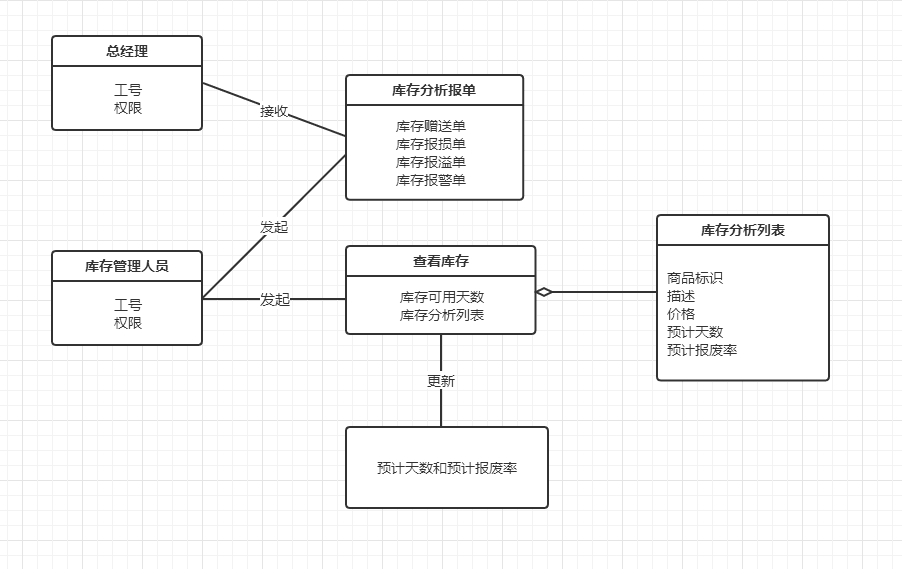 总经理
工号
权限
接收
库存分析报单
库存赠送单
库存报损单
库存报溢单
库存报警单
发起
库存管理人员
工号
权限
发起
查看库存
库存可用天数
库存分析列表
库存分析列表
商品标识
描述
价格
预计天数
预计报废率
更新
预计天数和预计报废率